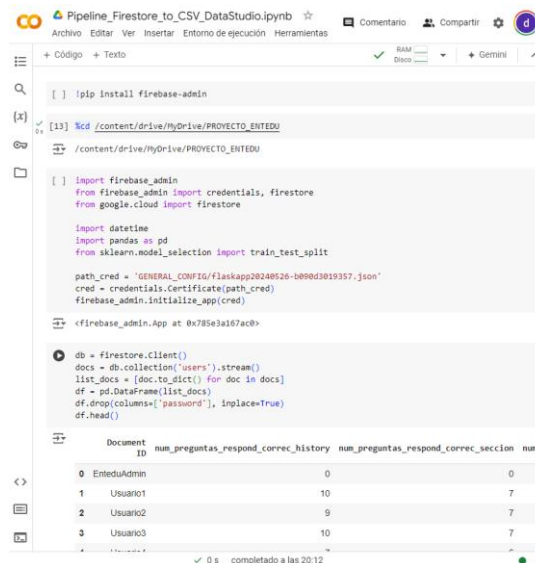 Pipeline_Firestore_to_CSV_DataStudio.ipynb
Comentario Compartir d
Archivo Editar Ver Insertar Entorno de ejecución Herramientas
+ Código + Texto
RAM
Disco
+ Gemini
[ ] !pip install firebase-admin
[13] %cd /content/drive/MyDrive/PROYECTO_ENTEDU
0 s
/content/drive/MyDrive/PROYECTO_ENTEDU
[ ] import firebase_admin
from firebase_admin import credentials, firestore
from google.cloud import firestore
import datetime
import pandas as pd
from sklearn.model_selection import train_test_split
path_cred = 'GENERAL_CONFIG/flaskapp20240526-b090d3019357.json'
cred = credentials.Certificate(path_cred)
firebase_admin.initialize_app(cred)
<firebase_admin.App at 0x785e3a167ac0>
db = firestore.Client()
docs = db.collection('users').stream()
list_docs = [doc.to_dict() for doc in docs]
df = pd.DataFrame(list_docs)
df.drop(columns=['password'], inplace=True)
df.head()
Document ID num_preguntas_respond_correc_history num_preguntas_respond_correc_seccion num
0 EnteduAdmin 0 0
1 Usuario1 10 7
2 Usuario2 9 7
3 Usuario3 10 7
0 s completado a las 20:12